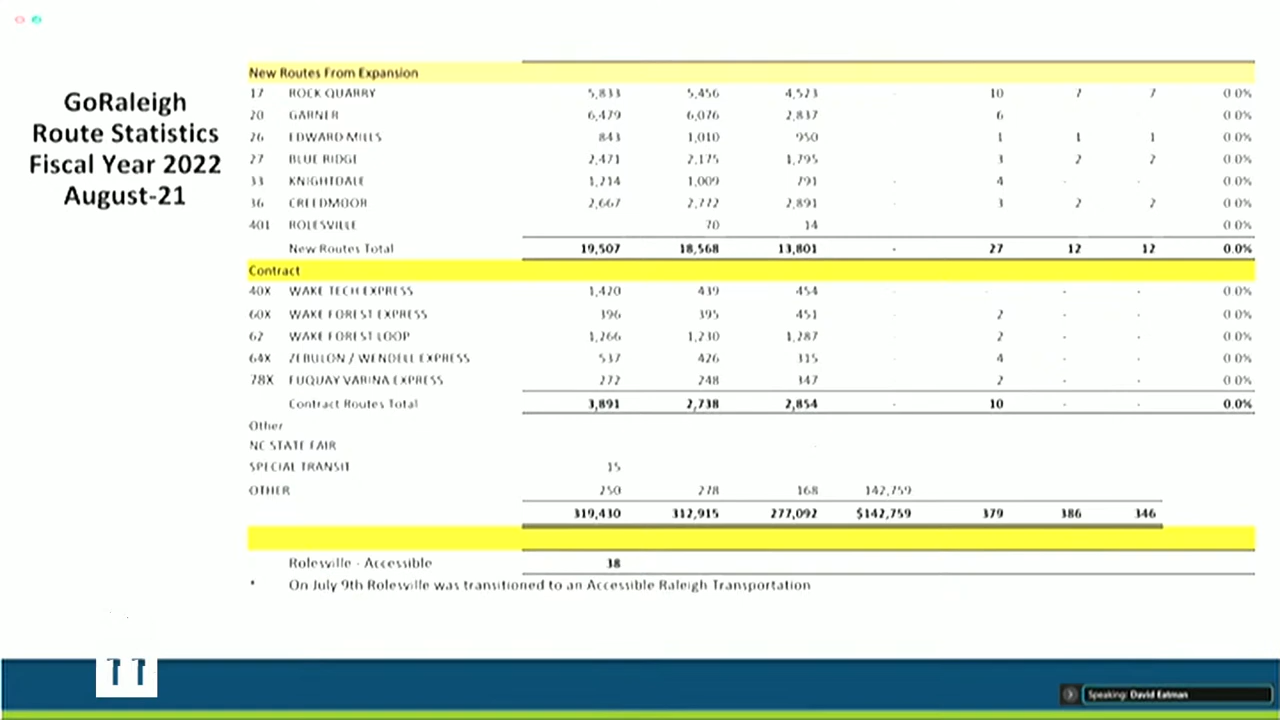 GoRaleigh
Route Statistics
Fiscal Year 2022
August-21
New Routes From Expansion
17 ROCK QUARRY 5,833 5,456 4,523 - 10 7 7 0.0%
20 GARNER 6,479 6,076 2,837 6 0.0%
26 EDWARD MILLS 843 1,010 950 1 1 1 0.0%
27 BLUE RIDGE 2,471 2,175 1,795 - 3 2 2 0.0%
33 KNIGHTDALE 1,214 1,009 791 - 4 - - 0.0%
36 CREEDMOOR 2,667 2,772 2,891 - 3 2 2 0.0%
401 ROLESVILLE 70 14 0.0%
New Routes Total 19,507 18,568 13,801 - 27 12 12 0.0%
Contract
40X WAKE TECH EXPRESS 1,420 439 454 - - - - 0.0%
60X WAKE FOREST EXPRESS 396 395 451 - 2 - - 0.0%
62 WAKE FOREST LOOP 1,266 1,230 1,287 - 2 - - 0.0%
64X ZEBULON / WENDELL EXPRESS 537 426 315 - 4 - - 0.0%
78X FUQUAY VARINA EXPRESS 272 248 347 2 - - 0.0%
Contract Routes Total 3,891 2,738 2,854 - 10 - - 0.0%
Other
NC STATE FAIR
SPECIAL TRANSIT 15
OTHER 250 278 168 142,759
319,430 312,915 277,092 $142,759 379 386 346
Rolesville - Accessible 38
* On July 9th Rolesville was transitioned to an Accessible Raleigh Transportation
11
Speaking: David Eatman